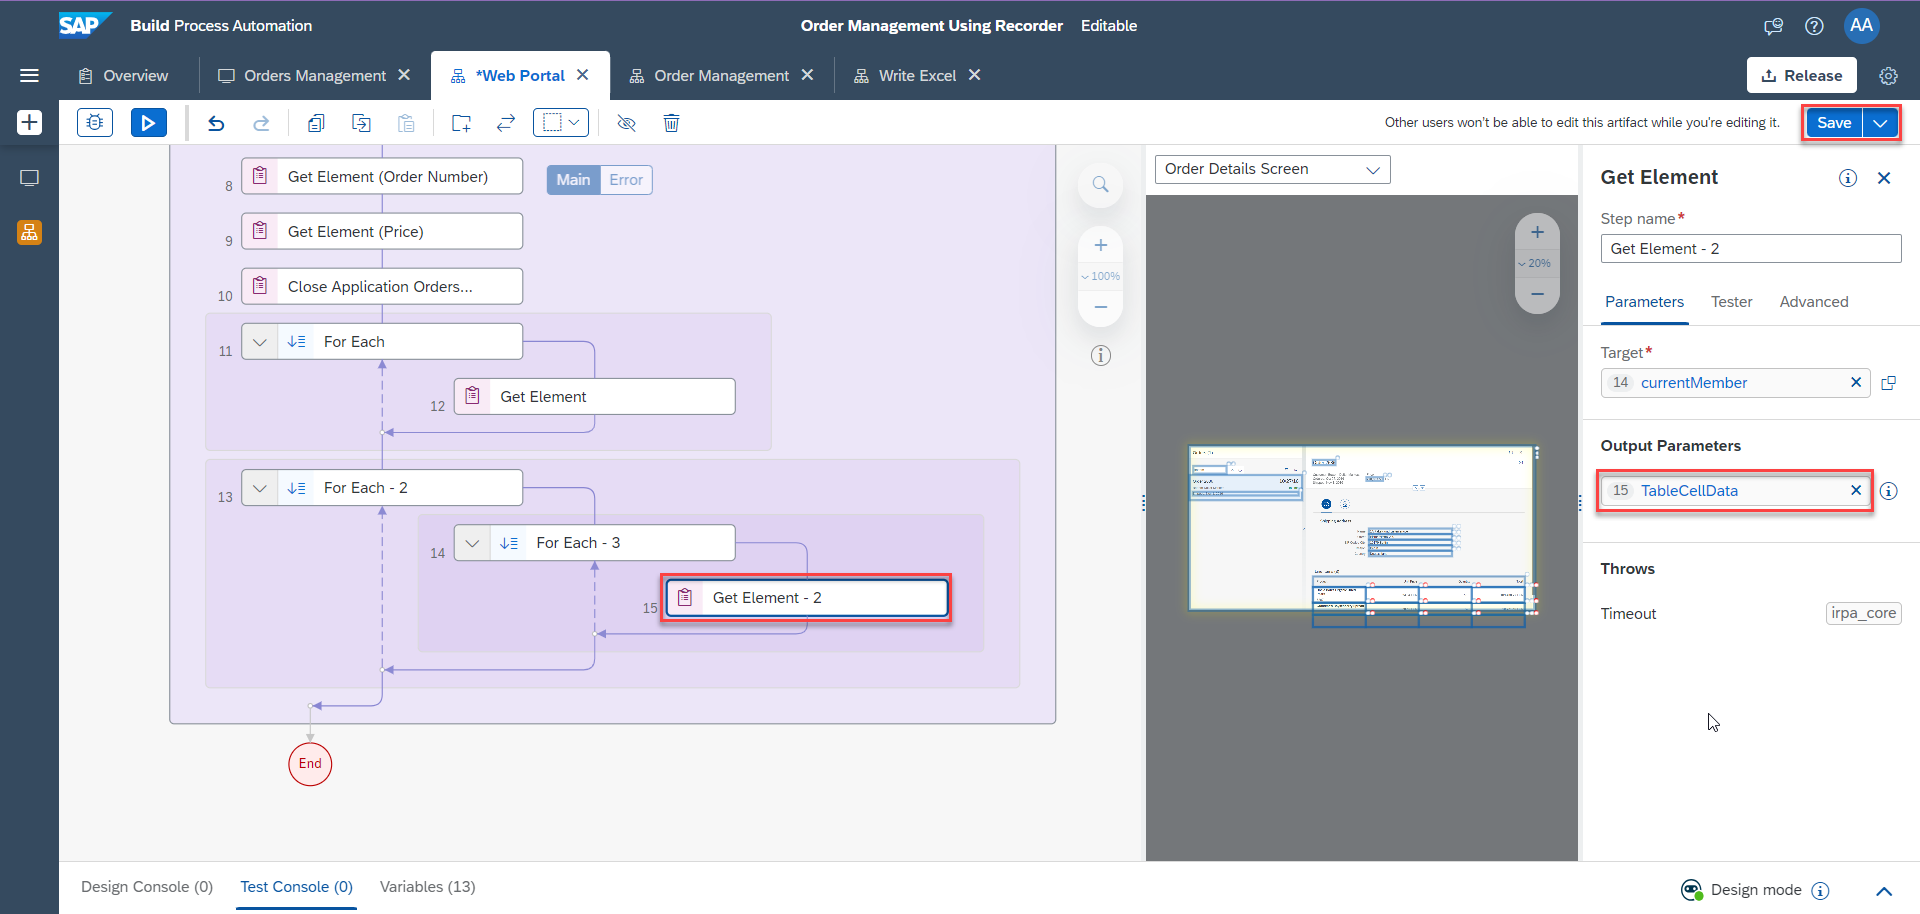 SAP Build Process Automation
Order Management Using Recorder Editable
AA
Overview
Orders Management
*Web Portal
Order Management
Write Excel
Release
Other users won't be able to edit this artifact while you're editing it.
Save
8 Get Element (Order Number)
Main Error
9 Get Element (Price)
10 Close Application Orders...
11 For Each
12 Get Element
13 For Each - 2
14 For Each - 3
15 Get Element - 2
End
100%
Order Details Screen
20%
Get Element
Step name*
Get Element - 2
Parameters Tester Advanced
Target*
14 currentMember
Output Parameters
15 TableCellData
Throws
Timeout irpa_core
Design Console (0) Test Console (0) Variables (13)
Design mode